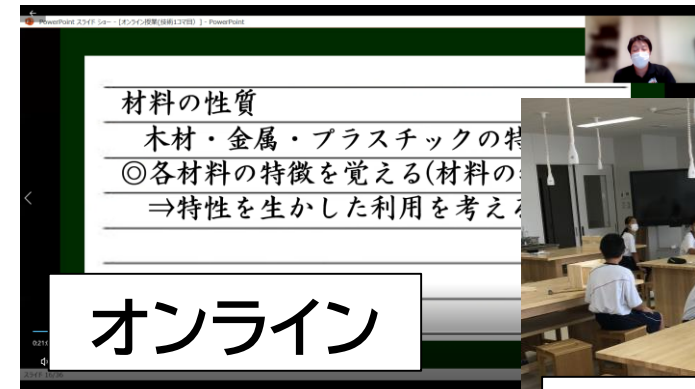 PowerPoint スライド ショー - [オンライン授業(技術1コマ目)] - PowerPoint
材料の性質
木材・金属・プラスチックの特
◎各材料の特徴を覚える(材料の
⇒特性を生かした利用を考え
オンライン